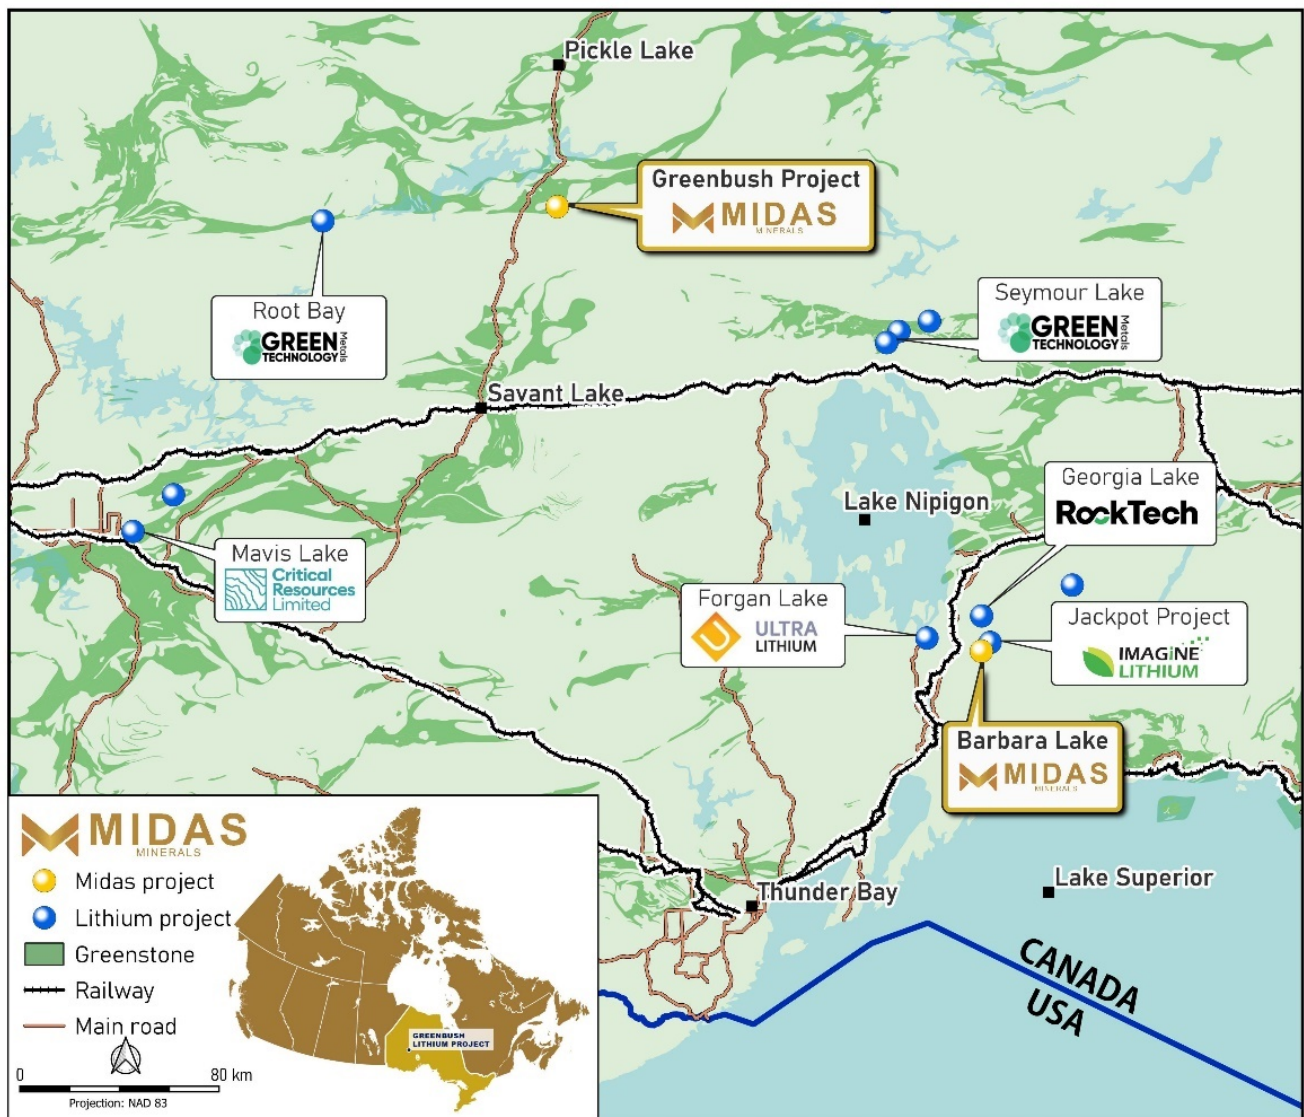 Pickle Lake
Greenbush Project
MIDAS
MINERALS
Root Bay
GREEN
TECHNOLOGY
Metals
Seymour Lake
GREEN
TECHNOLOGY
Metals
Savant Lake
Lake Nipigon
Georgia Lake
RockTech
Mavis Lake
Critical
Resources
Limited
Forgan Lake
ULTRA
LITHIUM
Jackpot Project
IMAGINE
LITHIUM
Barbara Lake
MIDAS
MINERALS
Thunder Bay
Lake Superior
CANADA
USA
MIDAS
MINERALS
Midas project
Lithium project
Greenstone
Railway
Main road
0 80 km
Projection: NAD 83
GREENBUSH
LITHIUM PROJECT